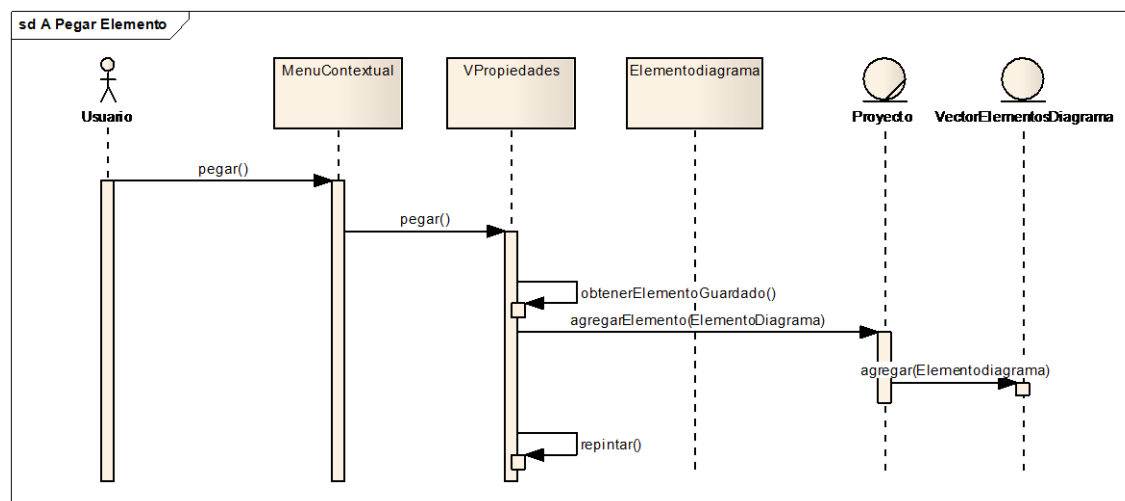 sd A Pegar Elemento
MenuContextual
VPropiedades
Elementodiagrama
Usuario
Proyecto
VectorElementosDiagrama
pegar()
pegar()
obtenerElementoGuardado()
agregarElemento(ElementoDiagrama)
agregar(Elementodiagrama)
repintar()